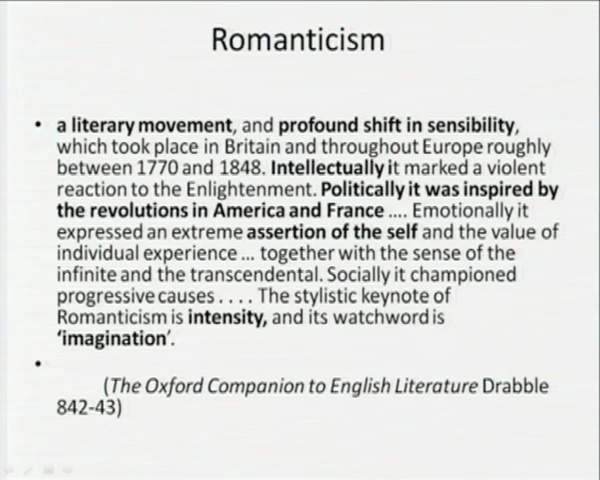 Romanticism
• a literary movement, and profound shift in sensibility,
which took place in Britain and throughout Europe roughly
between 1770 and 1848. Intellectually it marked a violent
reaction to the Enlightenment. Politically it was inspired by
the revolutions in America and France .... Emotionally it
expressed an extreme assertion of the self and the value of
individual experience ... together with the sense of the
infinite and the transcendental. Socially it championed
progressive causes . . . . The stylistic keynote of
Romanticism is intensity, and its watchword is
‘imagination’.
•
(The Oxford Companion to English Literature Drabble
842-43)